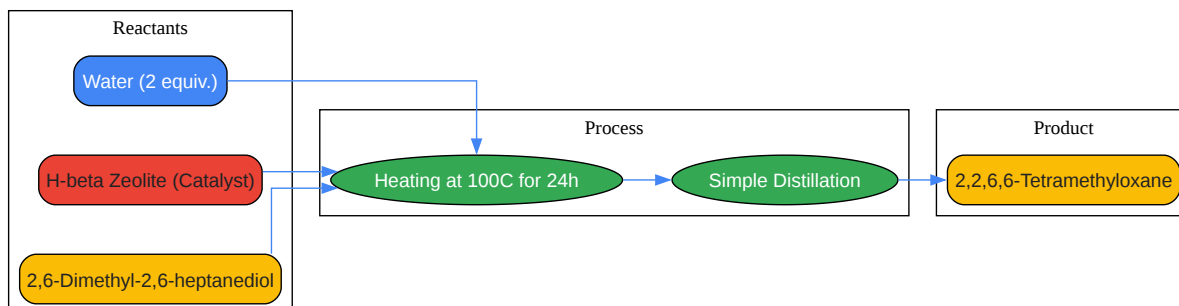 Reactants
Water (2 equiv.)
H-beta Zeolite (Catalyst)
2,6-Dimethyl-2,6-heptanediol
Process
Heating at 100C for 24h
Simple Distillation
Product
2,2,6,6-Tetramethyloxane